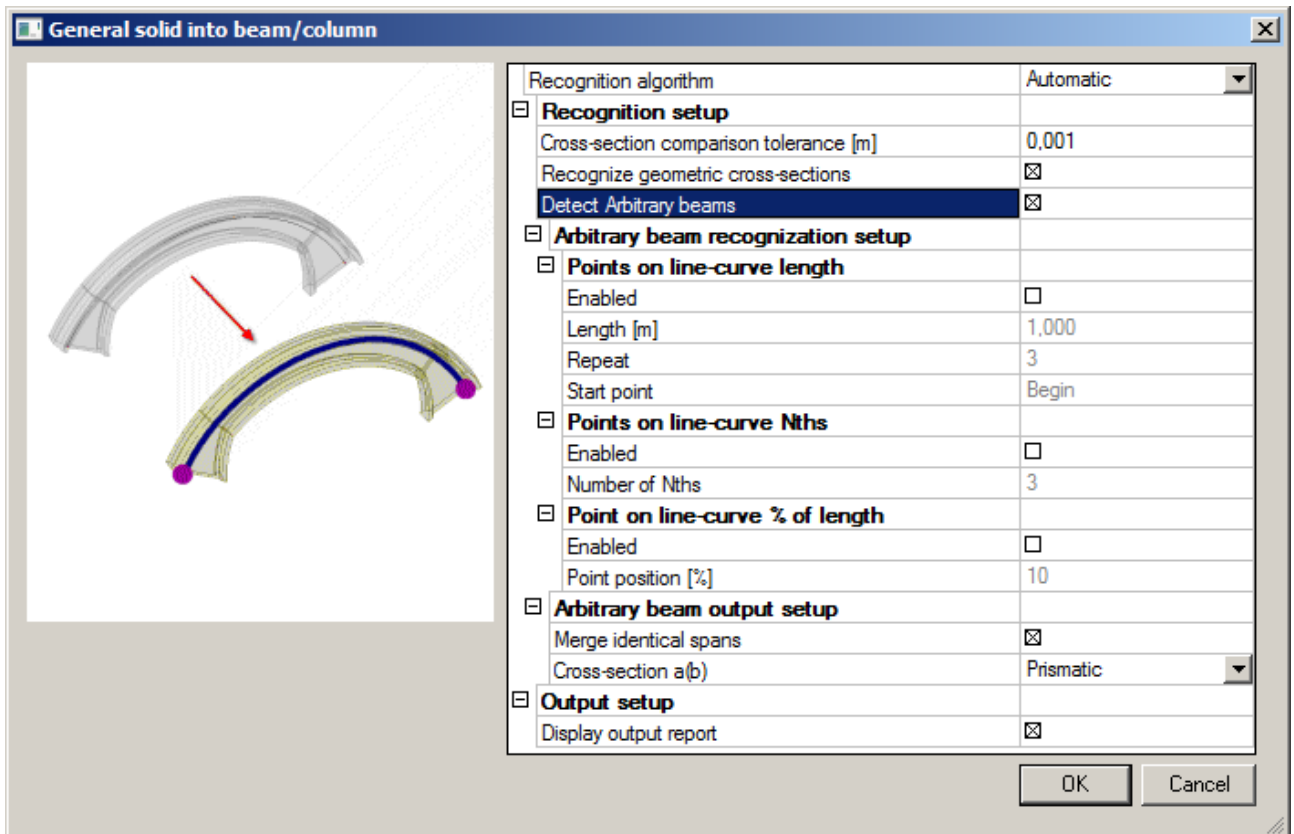 General solid into beam/column
Recognition algorithm Automatic
Recognition setup
Cross-section comparison tolerance [m] 0,001
Recognize geometric cross-sections
Detect Arbitrary beams
Arbitrary beam recognization setup
Points on line-curve length
Enabled
Length [m] 1,000
Repeat 3
Start point Begin
Points on line-curve Nths
Enabled
Number of Nths 3
Point on line-curve % of length
Enabled
Point position [%] 10
Arbitrary beam output setup
Merge identical spans
Cross-section a(b) Prismatic
Output setup
Display output report
OK Cancel